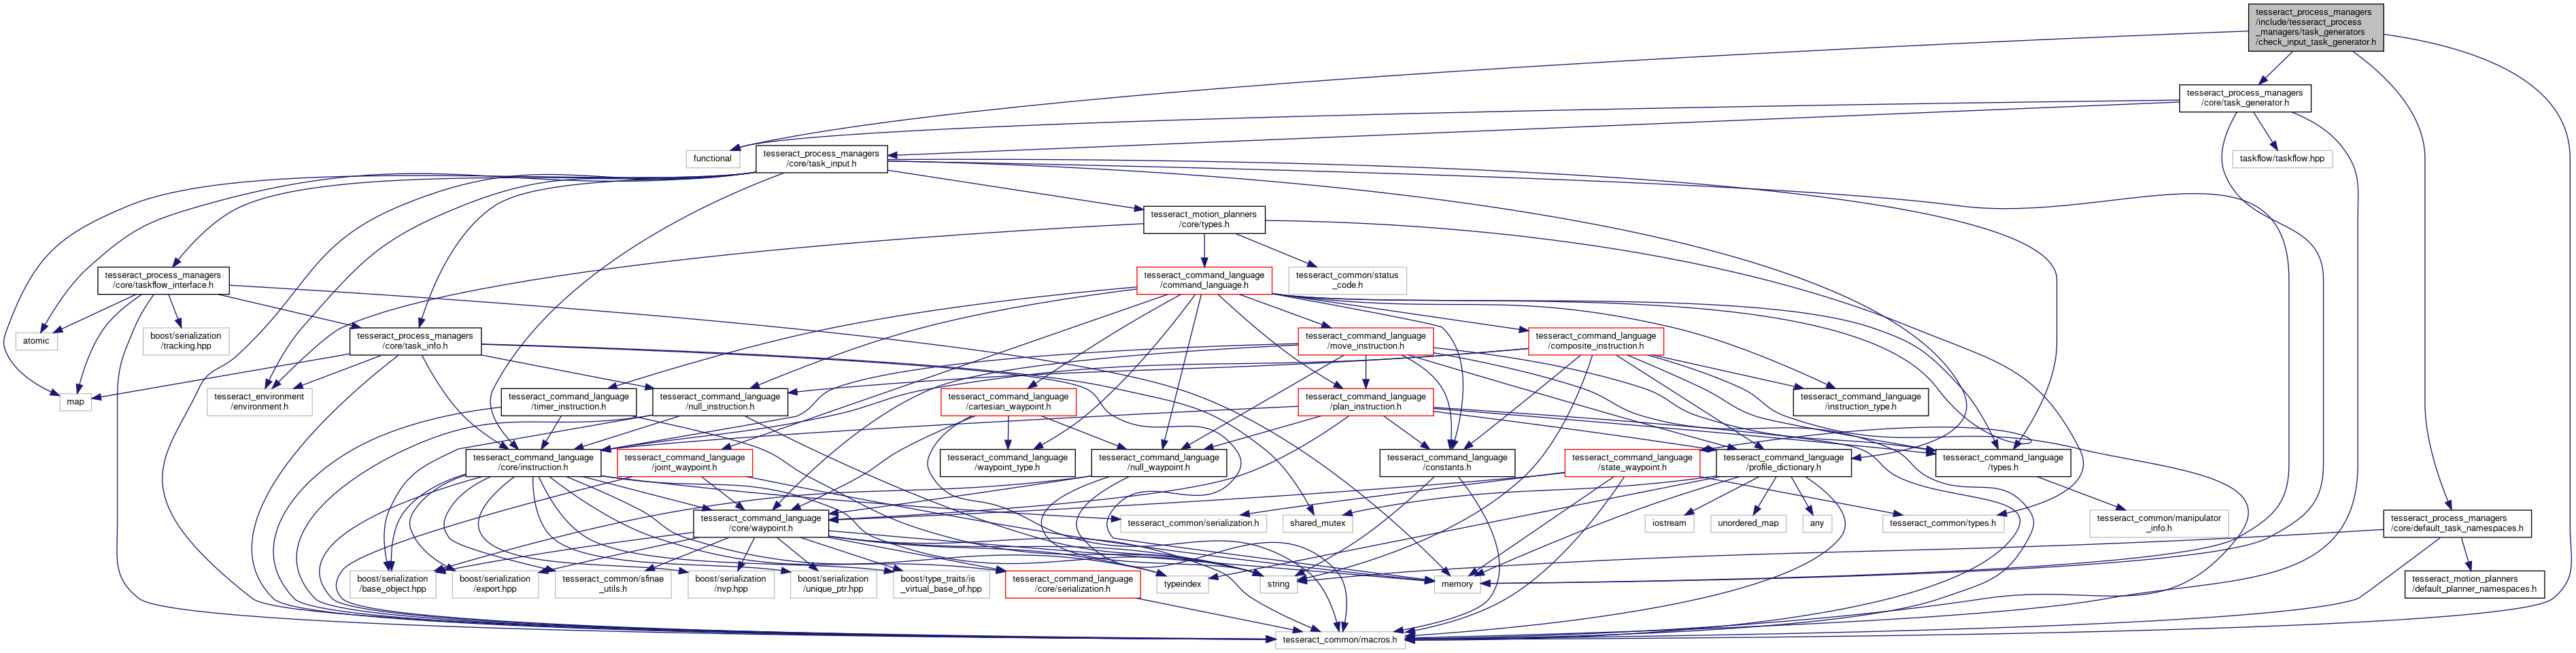 tesseract_process_managers
/include/tesseract_process
_managers/task_generators
/check_input_task_generator.h
tesseract_process_managers
/core/task_generator.h
functional
tesseract_process_managers
/core/task_input.h
taskflow/taskflow.hpp
tesseract_motion_planners
/core/types.h
tesseract_process_managers
/core/taskflow_interface.h
tesseract_command_language
/command_language.h
tesseract_common/status
_code.h
atomic
boost/serialization
/tracking.hpp
tesseract_process_managers
/core/task_info.h
tesseract_command_language
/move_instruction.h
tesseract_command_language
/composite_instruction.h
map
tesseract_environment
/environment.h
tesseract_command_language
/timer_instruction.h
tesseract_command_language
/null_instruction.h
tesseract_command_language
/cartesian_waypoint.h
tesseract_command_language
/plan_instruction.h
tesseract_command_language
/instruction_type.h
tesseract_command_language
/core/instruction.h
tesseract_command_language
/joint_waypoint.h
tesseract_command_language
/waypoint_type.h
tesseract_command_language
/null_waypoint.h
tesseract_command_language
/constants.h
tesseract_command_language
/state_waypoint.h
tesseract_command_language
/profile_dictionary.h
tesseract_command_language
/types.h
tesseract_command_language
/core/waypoint.h
tesseract_common/serialization.h
shared_mutex
iostream
unordered_map
any
tesseract_common/types.h
tesseract_common/manipulator
_info.h
tesseract_process_managers
/core/default_task_namespaces.h
boost/serialization
/base_object.hpp
boost/serialization
/export.hpp
tesseract_common/sfinae
_utils.h
boost/serialization
/nvp.hpp
boost/serialization
/unique_ptr.hpp
boost/type_traits/is
_virtual_base_of.hpp
tesseract_command_language
/core/serialization.h
typeindex
string
memory
tesseract_motion_planners
/default_planner_namespaces.h
tesseract_common/macros.h